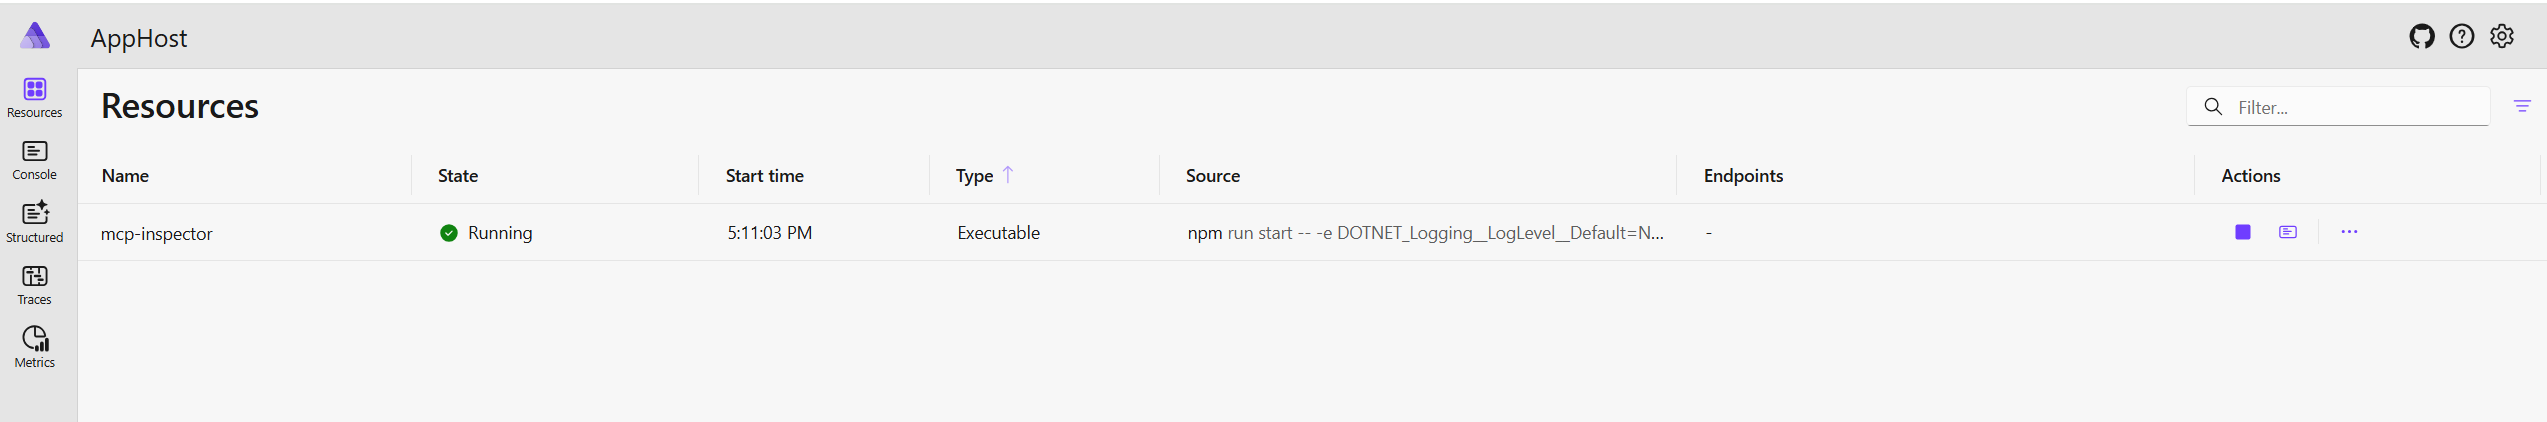 AppHost
Resources
Console
Structured
Traces
Metrics
Resources
Filter...
Name State Start time Type Source Endpoints Actions
mcp-inspector Running 5:11:03 PM Executable npm run start -- -e DOTNET_Logging__LogLevel__Default=N... -